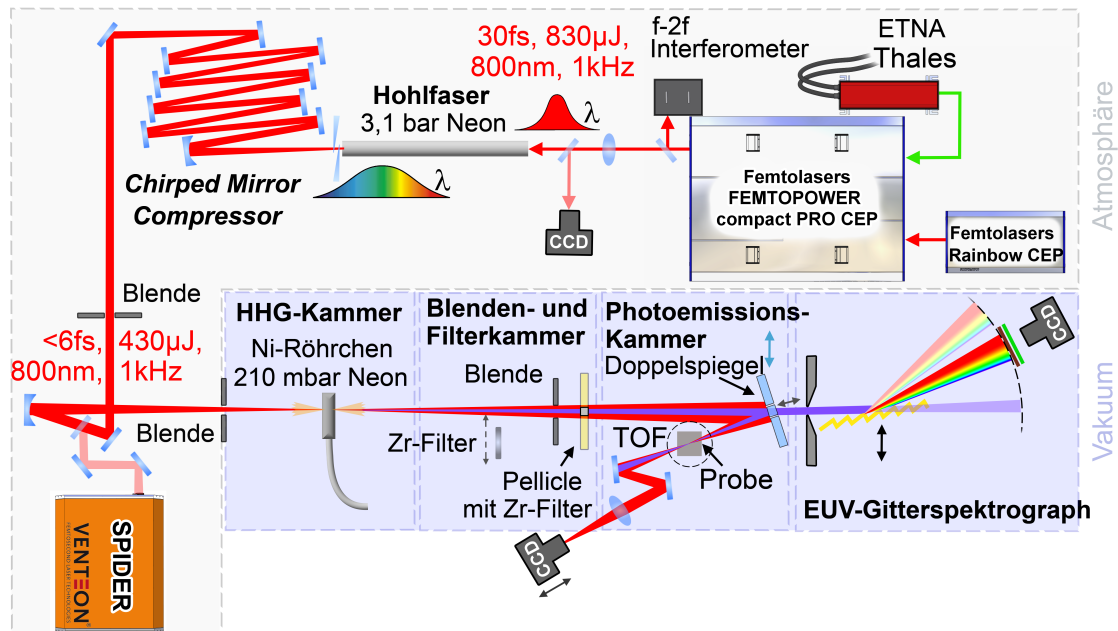 30fs, 830µJ,
800nm, 1kHz
f-2f
Interferometer
ETNA
Thales
Hohlfaser
3,1 bar Neon
λ
λ
Chirped Mirror
Compressor
CCD
Femtolasers
FEMTOPOWER
compact PRO CEP
Femtolasers
Rainbow CEP
Atmosphäre
Blende
<6fs, 430µJ,
800nm, 1kHz
Blende
HHG-Kammer
Ni-Röhrchen
210 mbar Neon
Blenden- und
Filterkammer
Blende
Zr-Filter
Pellicle
mit Zr-Filter
Photoemissions-
Kammer
Doppelspiegel
TOF
Probe
CCD
CCD
EUV-Gitterspektrograph
Vakuum
SPIDER
VENTEON
FEMTOSECOND LASER TECHNOLOGIES